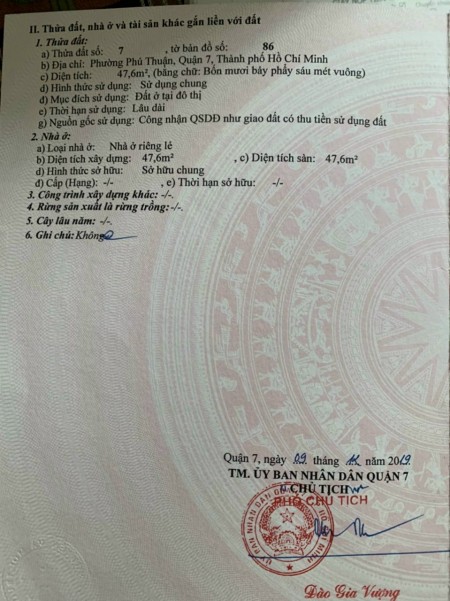 II. Thửa đất, nhà ở và tài sản khác gắn liền với đất
1. Thửa đất:
a) Thửa đất số: 7 , tờ bản đồ số: 86
b) Địa chỉ: Phường Phú Thuận, Quận 7, Thành phố Hồ Chí Minh
c) Diện tích: 47,6m², (bằng chữ: Bốn mươi bảy phẩy sáu mét vuông)
d) Hình thức sử dụng: Sử dụng chung
đ) Mục đích sử dụng: Đất ở tại đô thị
e) Thời hạn sử dụng: Lâu dài
g) Nguồn gốc sử dụng: Công nhận QSDĐ như giao đất có thu tiền sử dụng đất
2. Nhà ở:
a) Loại nhà ở: Nhà ở riêng lẻ
b) Diện tích xây dựng: 47,6m² , c) Diện tích sàn: 47,6m²
d) Hình thức sở hữu: Sở hữu chung
đ) Cấp (Hạng): -/- , e) Thời hạn sở hữu: -/-
3. Công trình xây dựng khác: -/-.
4. Rừng sản xuất là rừng trồng: -/-.
5. Cây lâu năm: -/-.
6. Ghi chú: Không
Quận 7, ngày 09 tháng 11 năm 2019.
TM. ỦY BAN NHÂN DÂN QUẬN 7
CHỦ TỊCH
PHÓ CHỦ TỊCH
Đào Gia Vượng